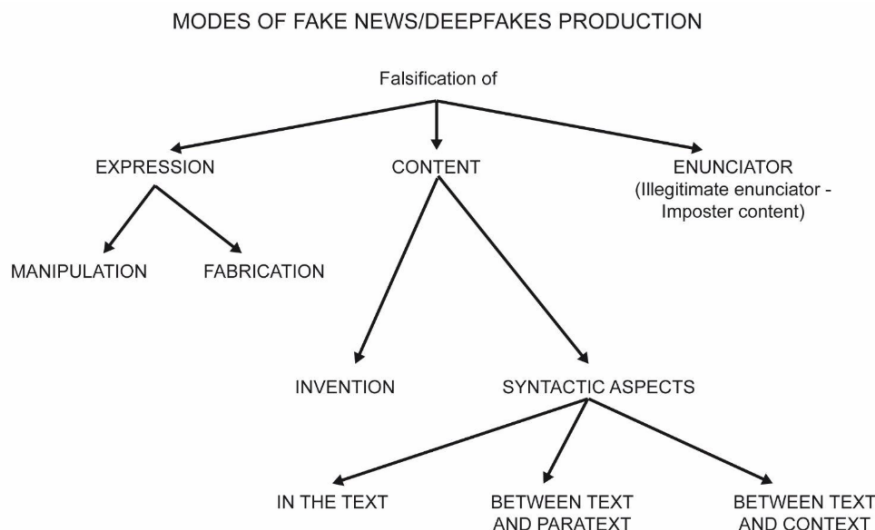 MODES OF FAKE NEWS/DEEPFAKES PRODUCTION
Falsification of
EXPRESSION
CONTENT
ENUNCIATOR
(Illegitimate enunciator -
Imposter content)
MANIPULATION
FABRICATION
INVENTION
SYNTACTIC ASPECTS
IN THE TEXT
BETWEEN TEXT
AND PARATEXT
BETWEEN TEXT
AND CONTEXT